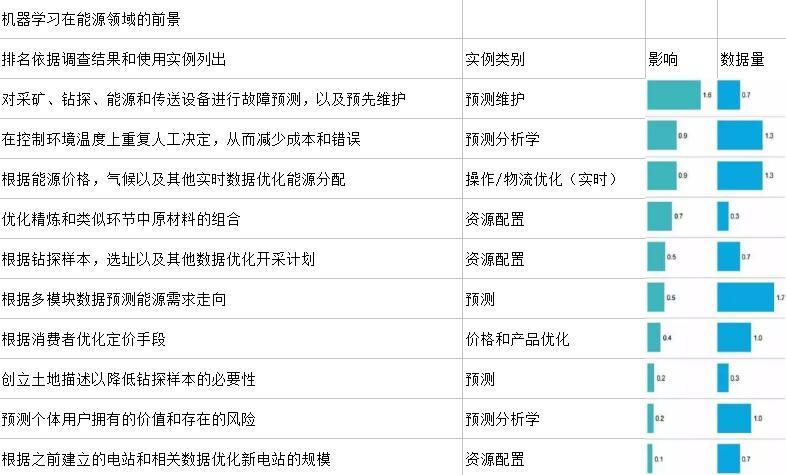 机器学习在能源领域的前景
排名依据调查结果和使用实例列出 实例类别 影响 数据量
对采矿、钻探、能源和传送设备进行故障预测，以及预先维护 预测维护 1.6 0.7
在控制环境温度上重复人工决定，从而减少成本和错误 预测分析学 0.9 1.3
根据能源价格，气候以及其他实时数据优化能源分配 操作/物流优化（实时） 0.9 1.3
优化精炼和类似环节中原材料的组合 资源配置 0.7 0.3
根据钻探样本，选址以及其他数据优化开采计划 资源配置 0.5 0.7
根据多模块数据预测能源需求走向 预测 0.5 1.7
根据消费者优化定价手段 价格和产品优化 0.4 1.0
创立土地描述以降低钻探样本的必要性 预测 0.2 0.3
预测个体用户拥有的价值和存在的风险 预测分析学 0.2 1.0
根据之前建立的电站和相关数据优化新电站的规模 资源配置 0.1 0.7